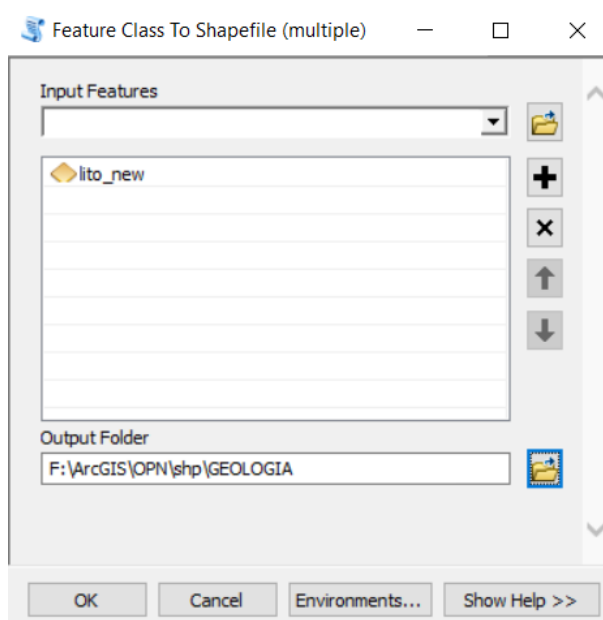 Feature Class To Shapefile (multiple)
Input Features
lito_new
Output Folder
F:\ArcGIS\OPN\shp\GEOLOGIA
OK Cancel Environments... Show Help >>